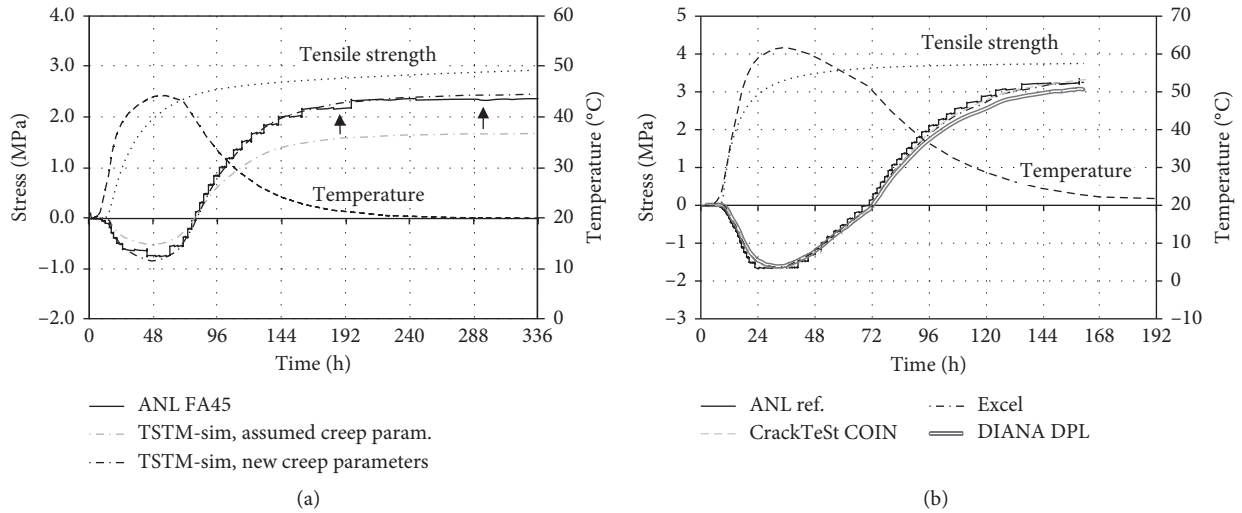 4.0
3.0
2.0
1.0
0.0
–1.0
–2.0
Stress (MPa)
0 48 96 144 192 240 288 336
Time (h)
60
50
40
30
20
10
0
Temperature (°C)
Tensile strength
Temperature
ANL FA45
TSTM-sim, assumed creep param.
TSTM-sim, new creep parameters
(a)
5
4
3
2
1
0
–1
–2
–3
Stress (MPa)
0 24 48 72 96 120 144 168 192
Time (h)
70
60
50
40
30
20
10
0
–10
Temperature (°C)
Tensile strength
Temperature
ANL ref.
CrackTeSt COIN
Excel
DIANA DPL
(b)